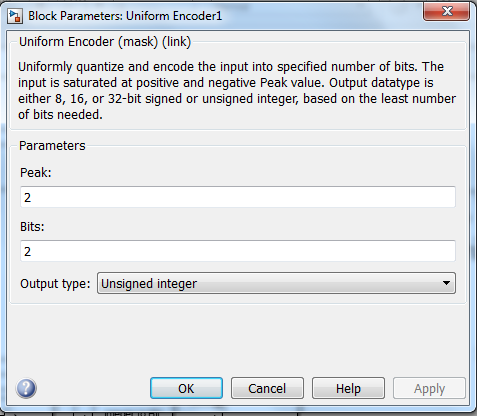 Block Parameters: Uniform Encoder1
Uniform Encoder (mask) (link)
Uniformly quantize and encode the input into specified number of bits. The
input is saturated at positive and negative Peak value. Output datatype is
either 8, 16, or 32-bit signed or unsigned integer, based on the least number
of bits needed.
Parameters
Peak:
2
Bits:
2
Output type: Unsigned integer
OK Cancel Help Apply